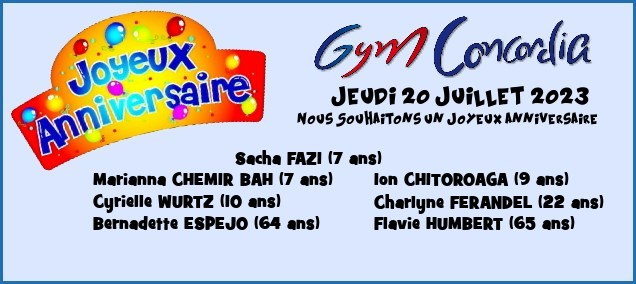 Joyeux
Anniversaire
Gym Concordia
JEUDI 20 JUILLET 2023
NOUS SOUHAITONS UN JOYEUX ANNIVERSAIRE
Sacha FAZI (7 ans)
Marianna CHEMIR BAH (7 ans) Ion CHITOROAGA (9 ans)
Cyrielle WURTZ (10 ans) Charlyne FERANDEL (22 ans)
Bernadette ESPEJO (64 ans) Flavie HUMBERT (65 ans)